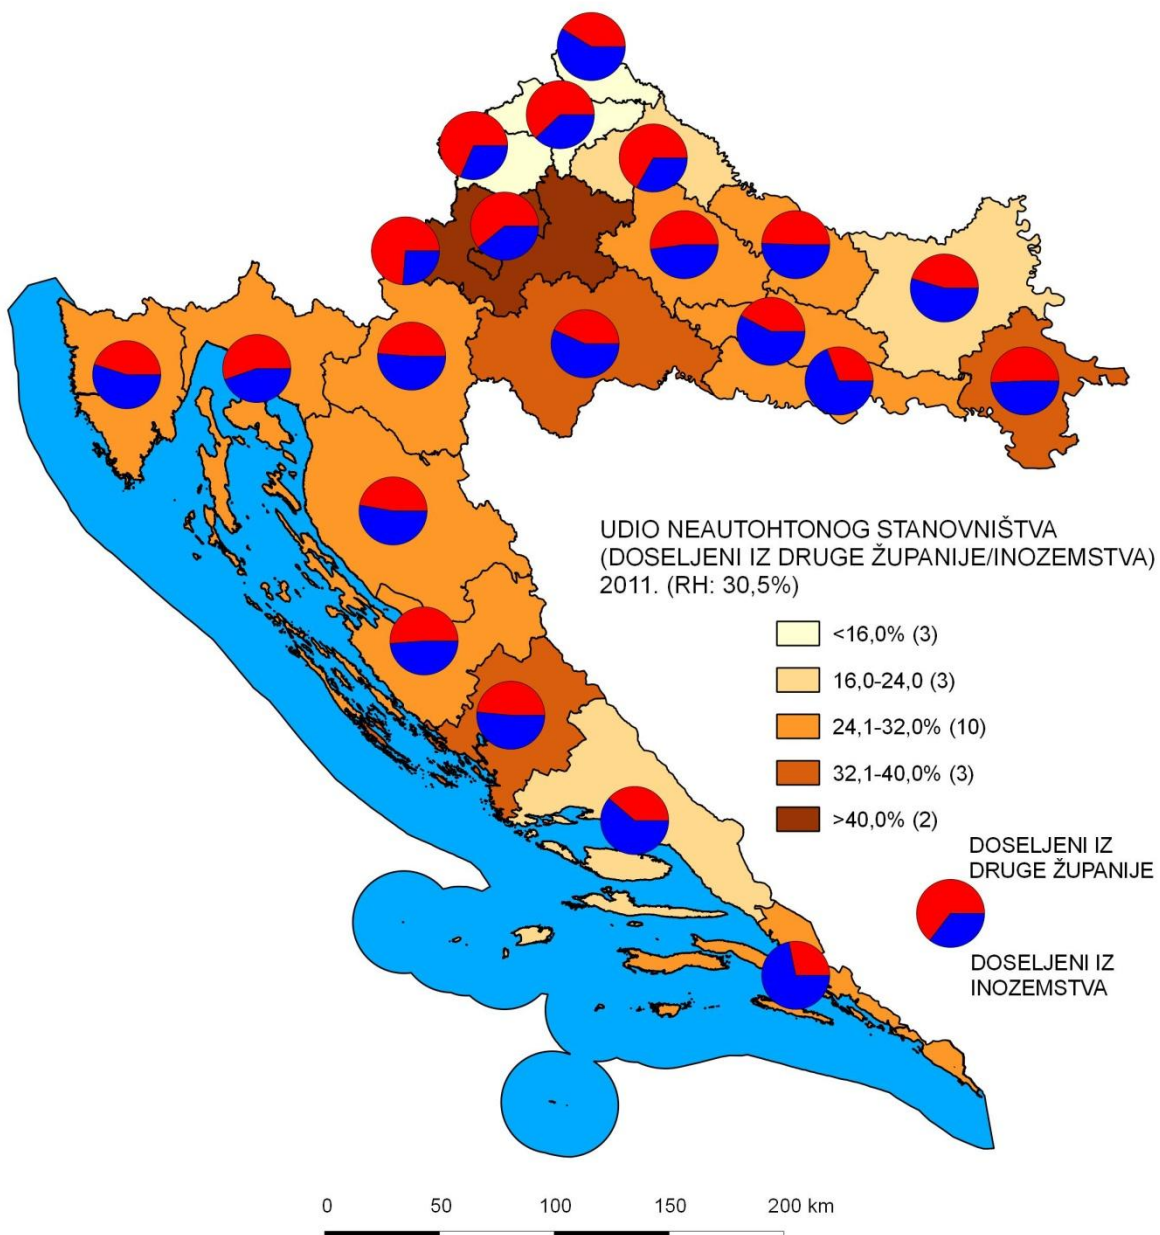 UDIO NEAUTOHTONOG STANOVNIŠTVA
(DOSELJENI IZ DRUGE ŽUPANIJE/INOZEMSTVA)
2011. (RH: 30,5%)
<16,0% (3)
16,0-24,0 (3)
24,1-32,0% (10)
32,1-40,0% (3)
>40,0% (2)
DOSELJENI IZ
DRUGE ŽUPANIJE
DOSELJENI IZ
INOZEMSTVA
0 50 100 150 200 km